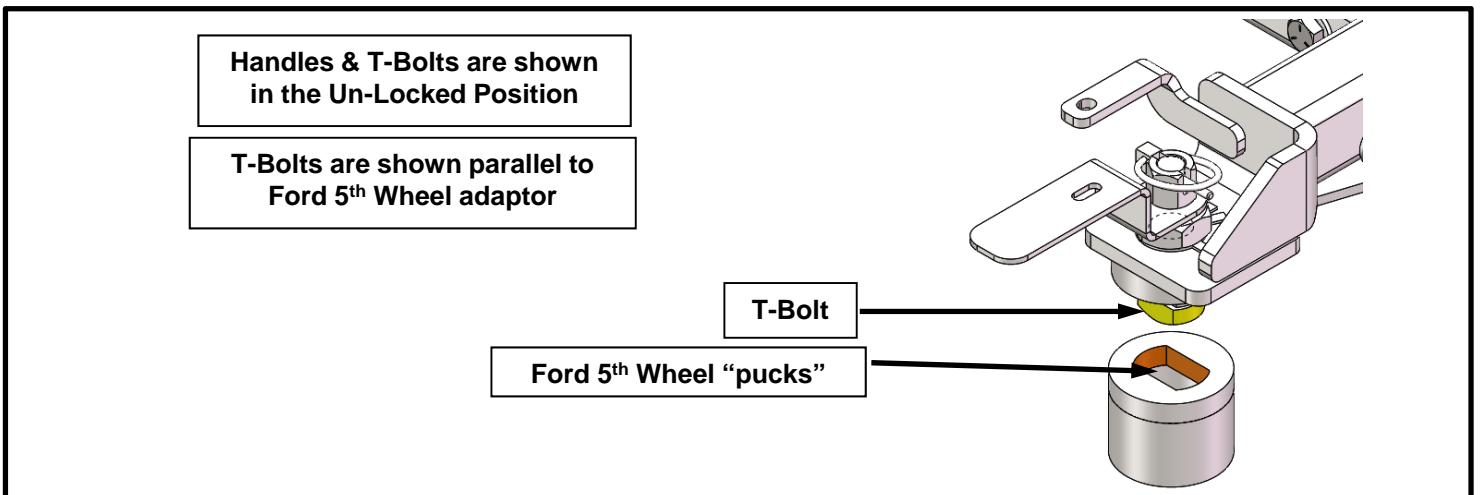 Handles & T-Bolts are shown
in the Un-Locked Position
T-Bolts are shown parallel to
Ford 5th Wheel adaptor
T-Bolt
Ford 5th Wheel “pucks”